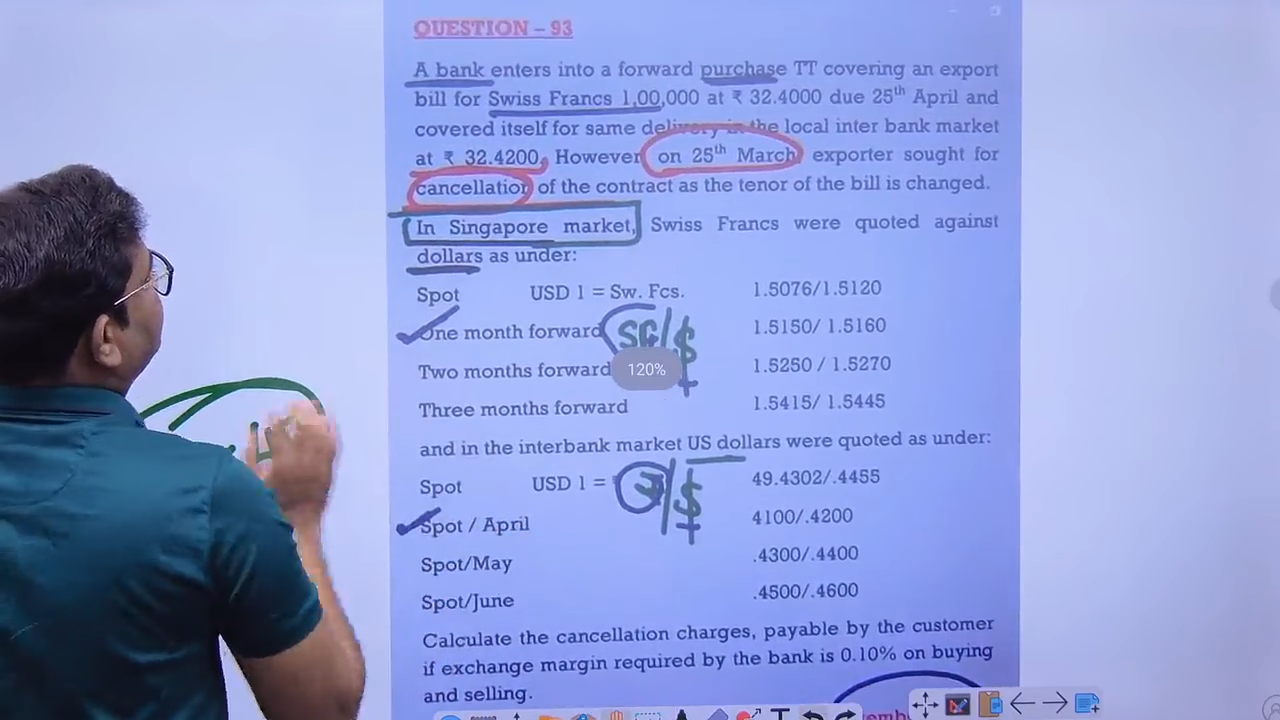 QUESTION – 93
A bank enters into a forward purchase TT covering an export
bill for Swiss Francs 1,00,000 at ₹ 32.4000 due 25th April and
covered itself for same delivery in the local inter bank market
at ₹ 32.4200. However on 25th March exporter sought for
cancellation of the contract as the tenor of the bill is changed.
In Singapore market, Swiss Francs were quoted against
dollars as under:
Spot USD 1 = Sw. Fcs. 1.5076/1.5120
One month forward SF/$ 1.5150/ 1.5160
120%
Two months forward 1.5250 / 1.5270
Three months forward 1.5415/ 1.5445
and in the interbank market US dollars were quoted as under:
Spot USD 1 = ₹/$ 49.4302/.4455
Spot / April 4100/.4200
Spot/May .4300/.4400
Spot/June .4500/.4600
Calculate the cancellation charges, payable by the customer
if exchange margin required by the bank is 0.10% on buying
and selling.